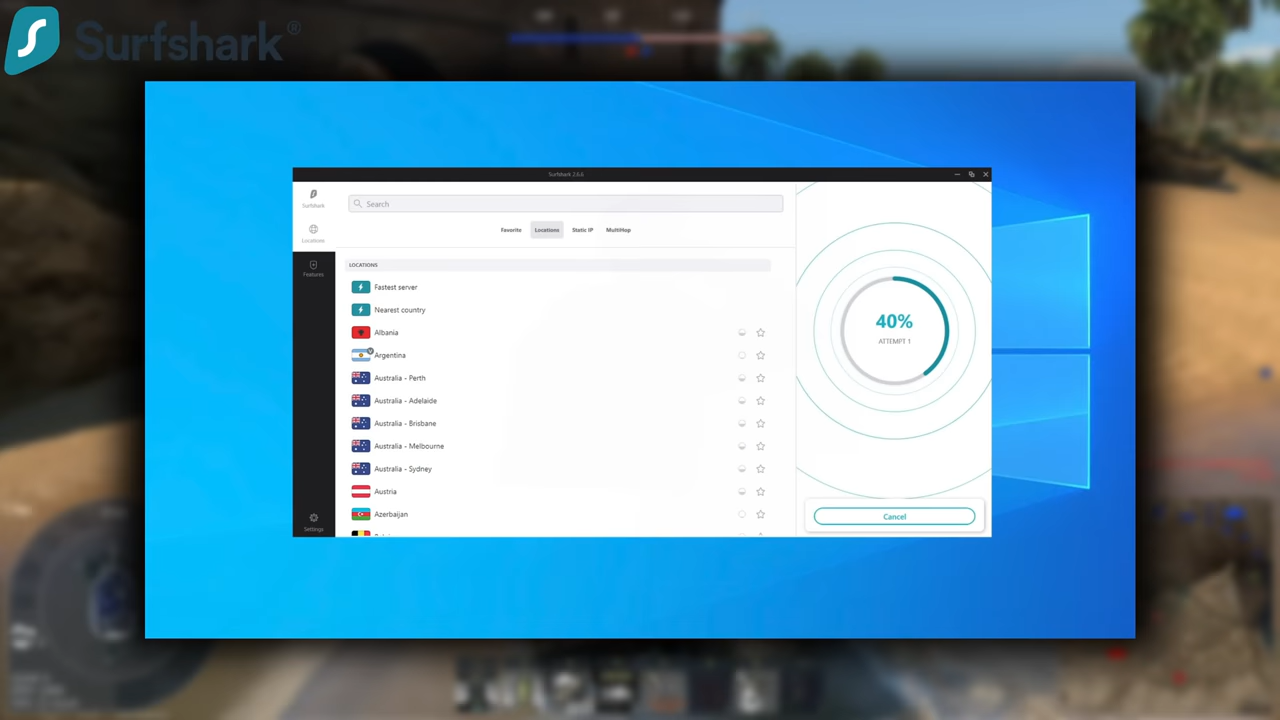 Surfshark®
Surfshark 2.6.6
Surfshark
Search
Locations
Favorite Locations Static IP MultiHop
LOCATIONS
Features
Fastest server
Nearest country
Albania
40%
ATTEMPT 1
Argentina
Australia - Perth
Australia - Adelaide
Australia - Brisbane
Australia - Melbourne
Australia - Sydney
Austria
Azerbaijan
Cancel
Settings